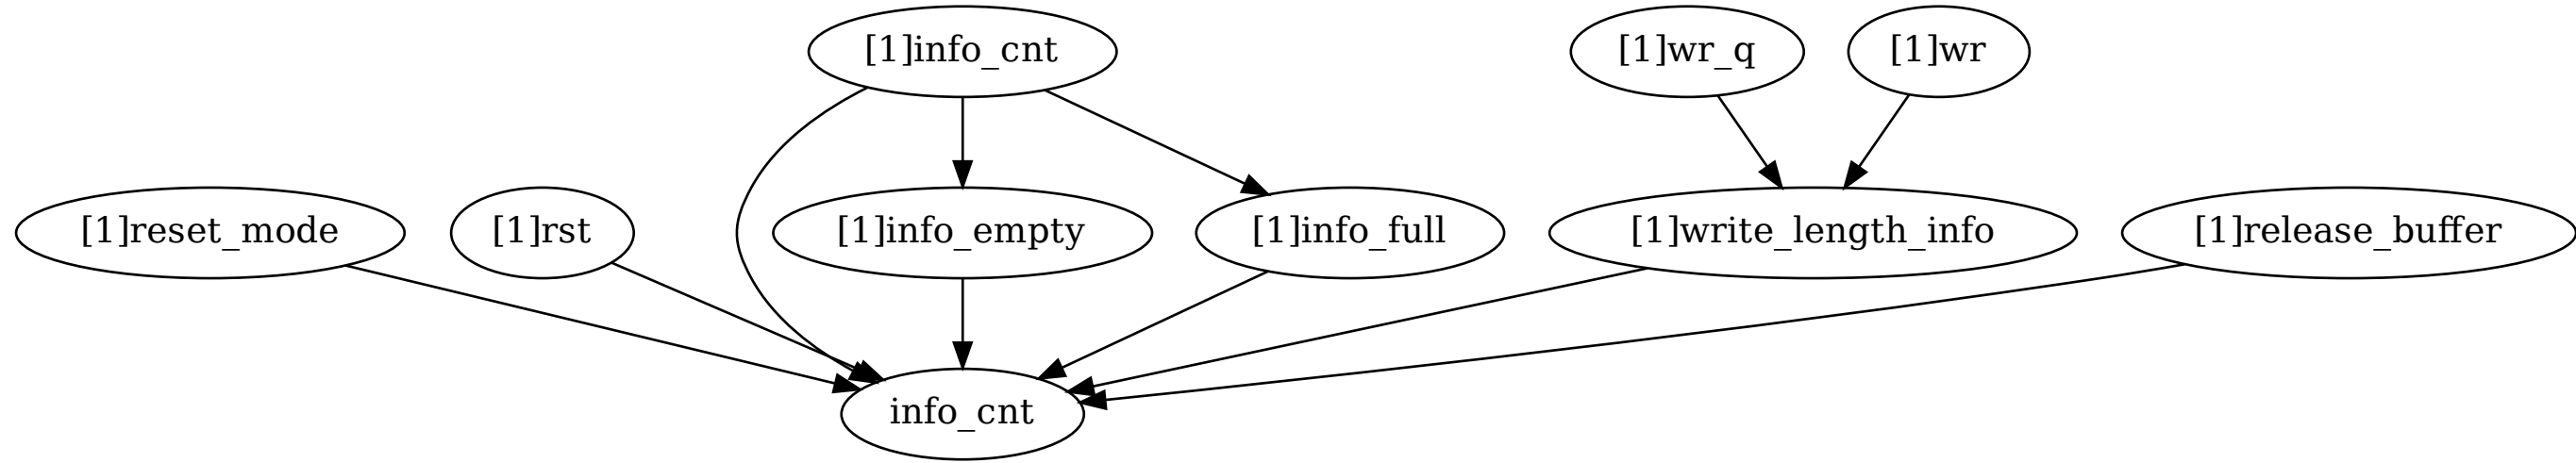 [1]info_cnt
[1]wr_q
[1]wr
[1]reset_mode
[1]rst
[1]info_empty
[1]info_full
[1]write_length_info
[1]release_buffer
info_cnt